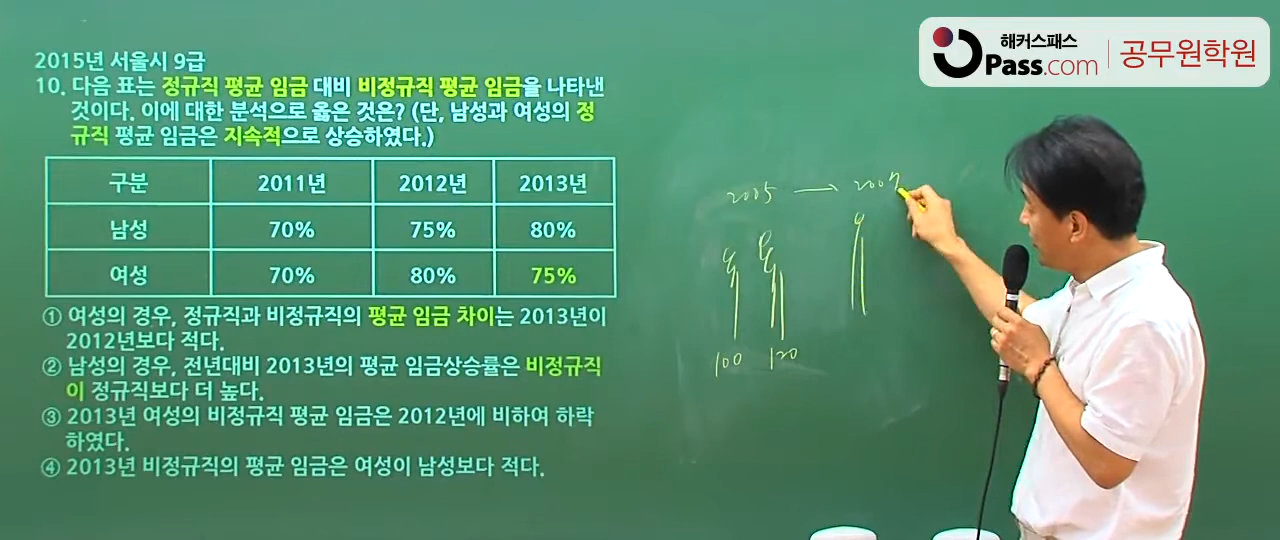 해커스패스
Pass.com
공무원학원
2015년 서울시 9급
10. 다음 표는 정규직 평균 임금 대비 비정규직 평균 임금을 나타낸
것이다. 이에 대한 분석으로 옳은 것은? (단, 남성과 여성의 정
규직 평균 임금은 지속적으로 상승하였다.)
구분 2011년 2012년 2013년
남성 70% 75% 80%
여성 70% 80% 75%
① 여성의 경우, 정규직과 비정규직의 평균 임금 차이는 2013년이
2012년보다 적다.
② 남성의 경우, 전년대비 2013년의 평균 임금상승률은 비정규직
이 정규직보다 더 높다.
③ 2013년 여성의 비정규직 평균 임금은 2012년에 비하여 하락
하였다.
④ 2013년 비정규직의 평균 임금은 여성이 남성보다 적다.
2005 → 2007
100 120